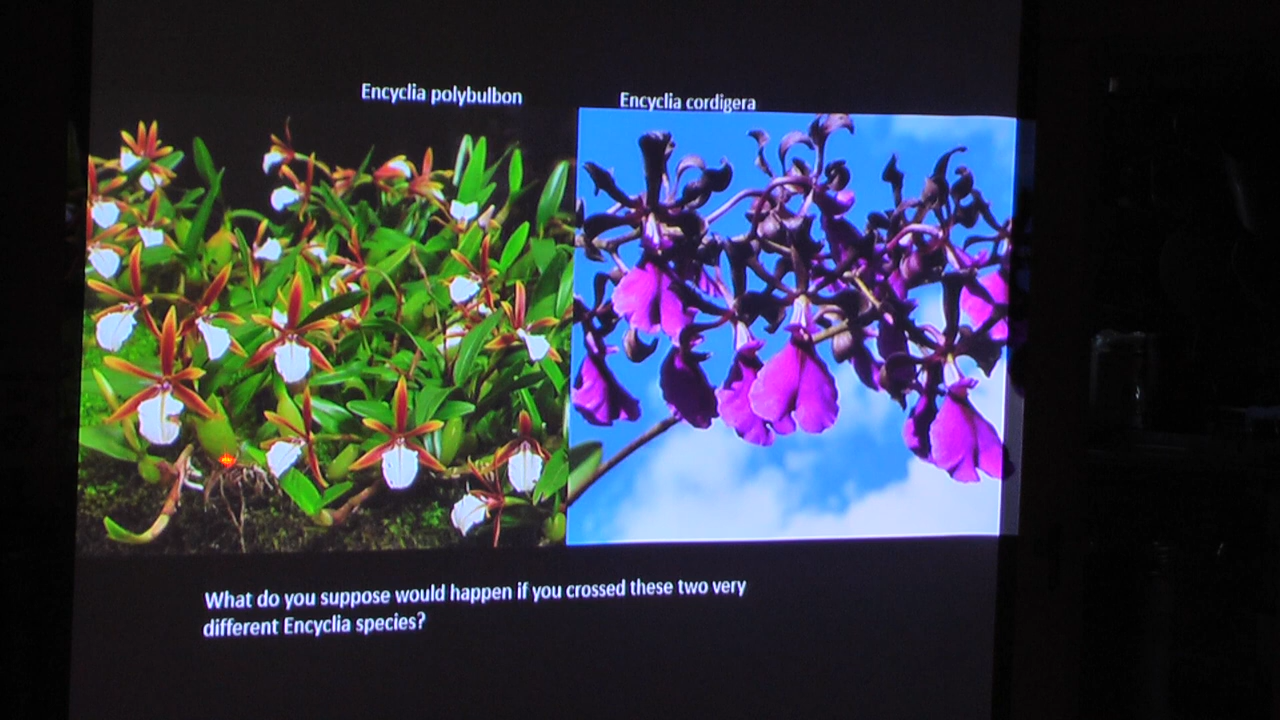 Encyclia polybulbon
Encyclia cordigera
What do you suppose would happen if you crossed these two very
different Encyclia species?